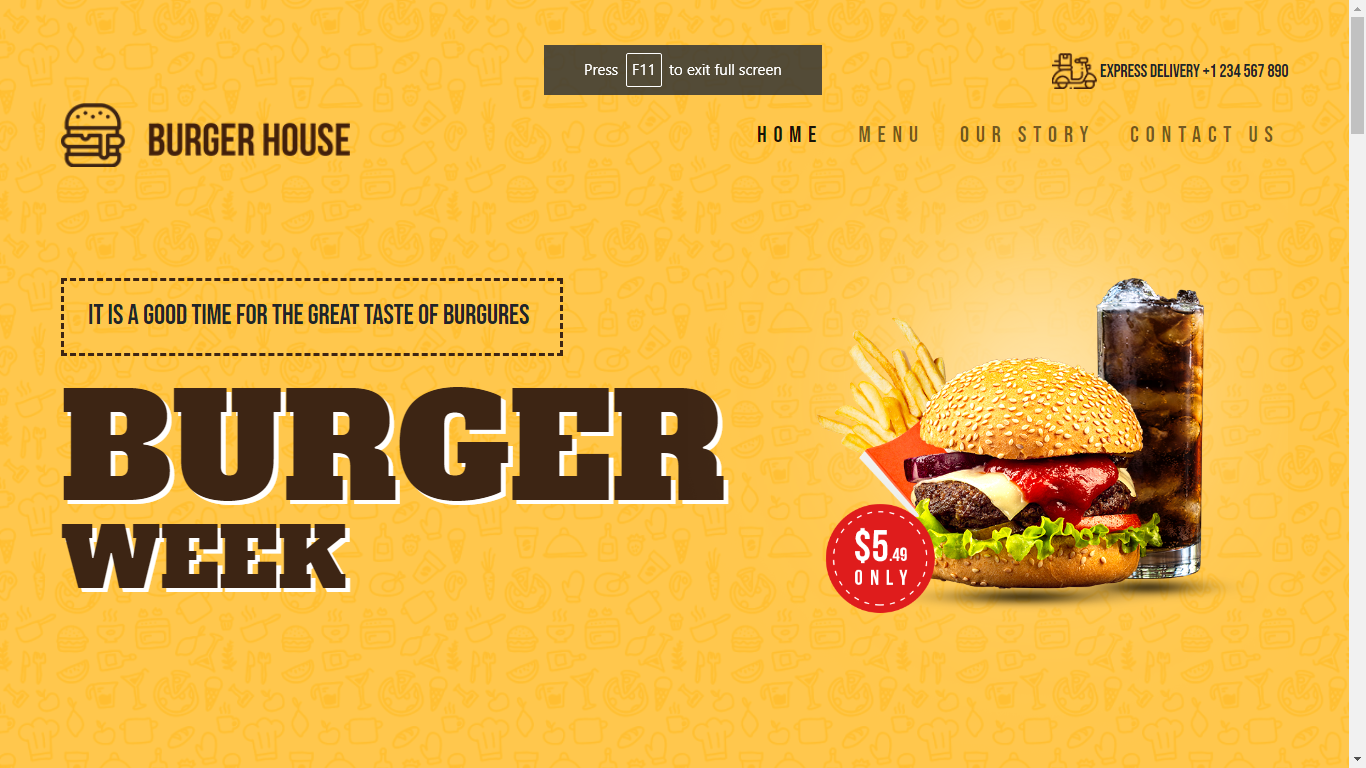 Press F11 to exit full screen
EXPRESS DELIVERY +1 234 567 890
BURGER HOUSE
HOME MENU OUR STORY CONTACT US
IT IS A GOOD TIME FOR THE GREAT TASTE OF BURGURES
BURGER
WEEK
$5.49
ONLY